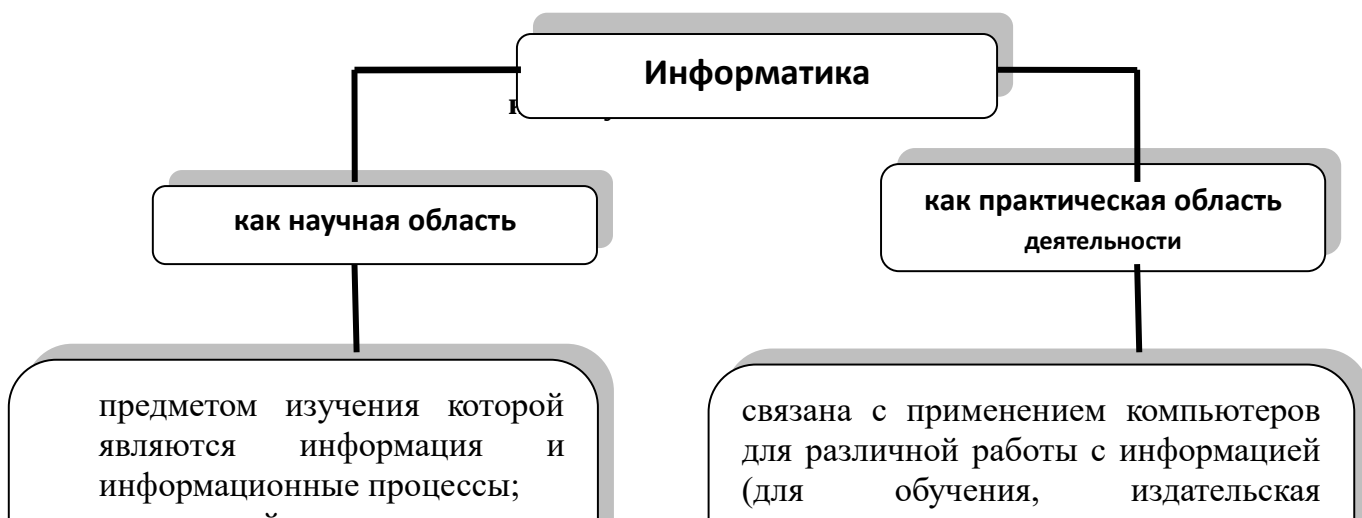 Информатика
как научная область
как практическая область
деятельности
предметом изучения которой
являются информация и
информационные процессы;
связана с применением компьютеров
для различной работы с информацией
(для обучения, издательская